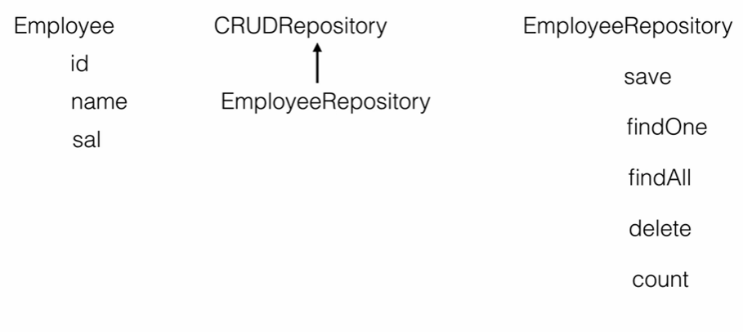 Employee
id
name
sal
CRUDRepository
EmployeeRepository
EmployeeRepository
save
findOne
findAll
delete
count